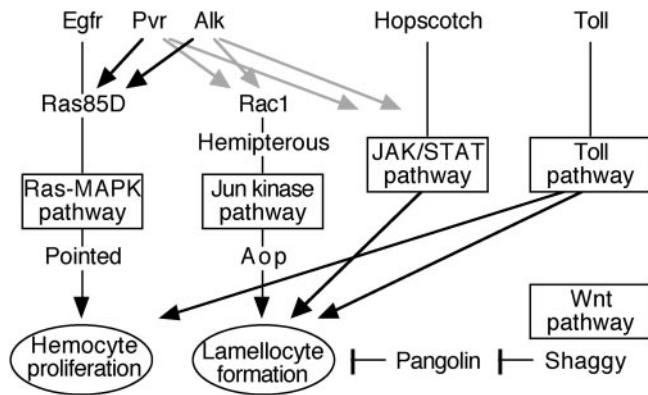 Egfr Pvr Alk Hopscotch Toll
Ras85D Rac1
Hemipterous
JAK/STAT pathway
Toll pathway
Ras-MAPK pathway
Jun kinase pathway
Pointed Aop
Wnt pathway
Hemocyte proliferation
Lamellocyte formation
Pangolin Shaggy